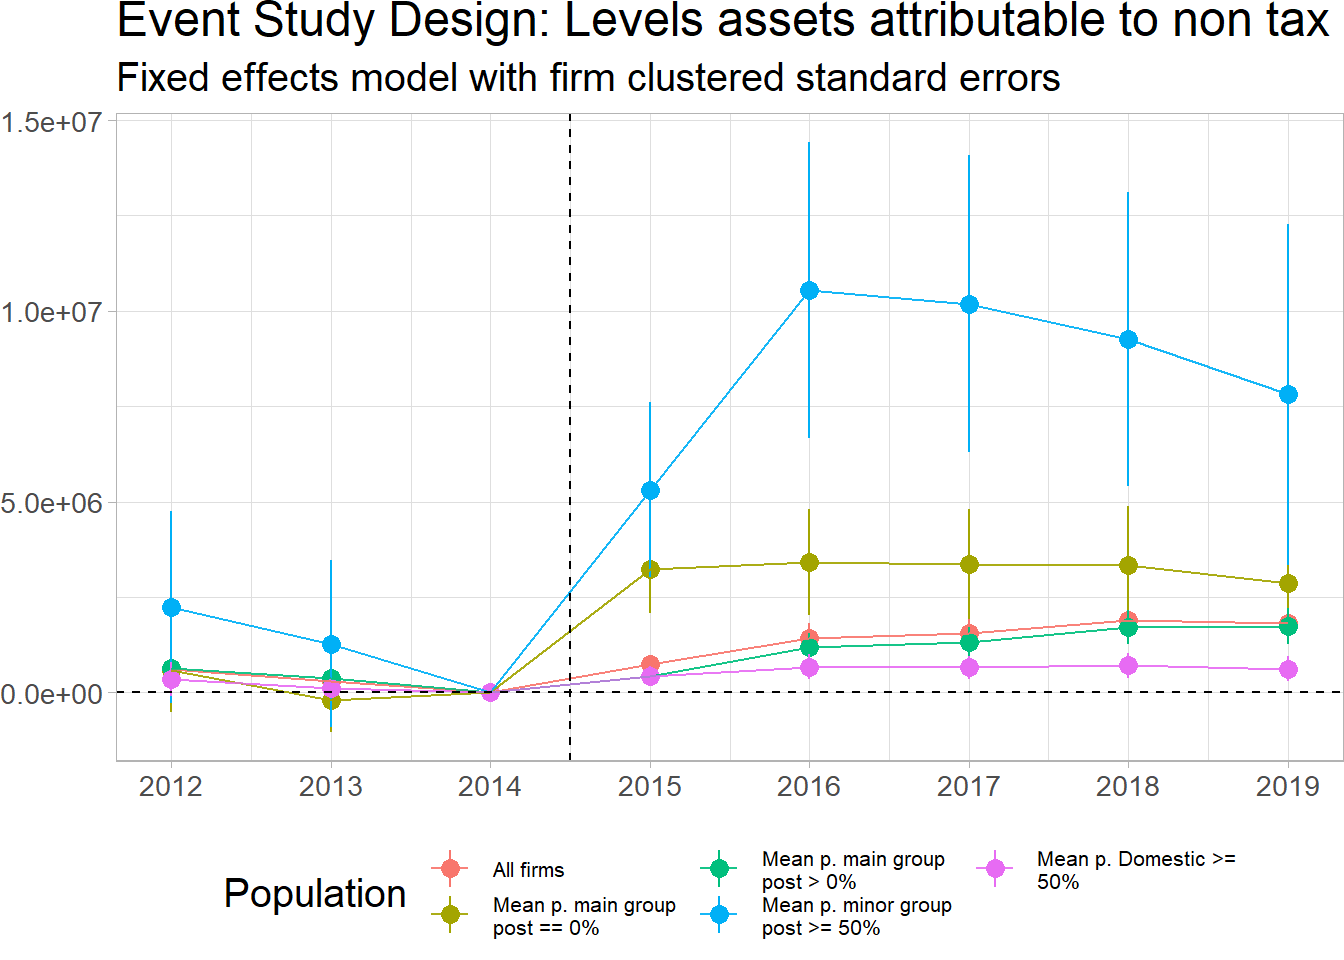 Event Study Design: Levels assets attributable to non tax
Fixed effects model with firm clustered standard errors
1.5e+07
1.0e+07
5.0e+06
0.0e+00
2012 2013 2014 2015 2016 2017 2018 2019
Population
All firms
Mean p. main group
post == 0%
Mean p. main group
post > 0%
Mean p. minor group
post >= 50%
Mean p. Domestic >=
50%